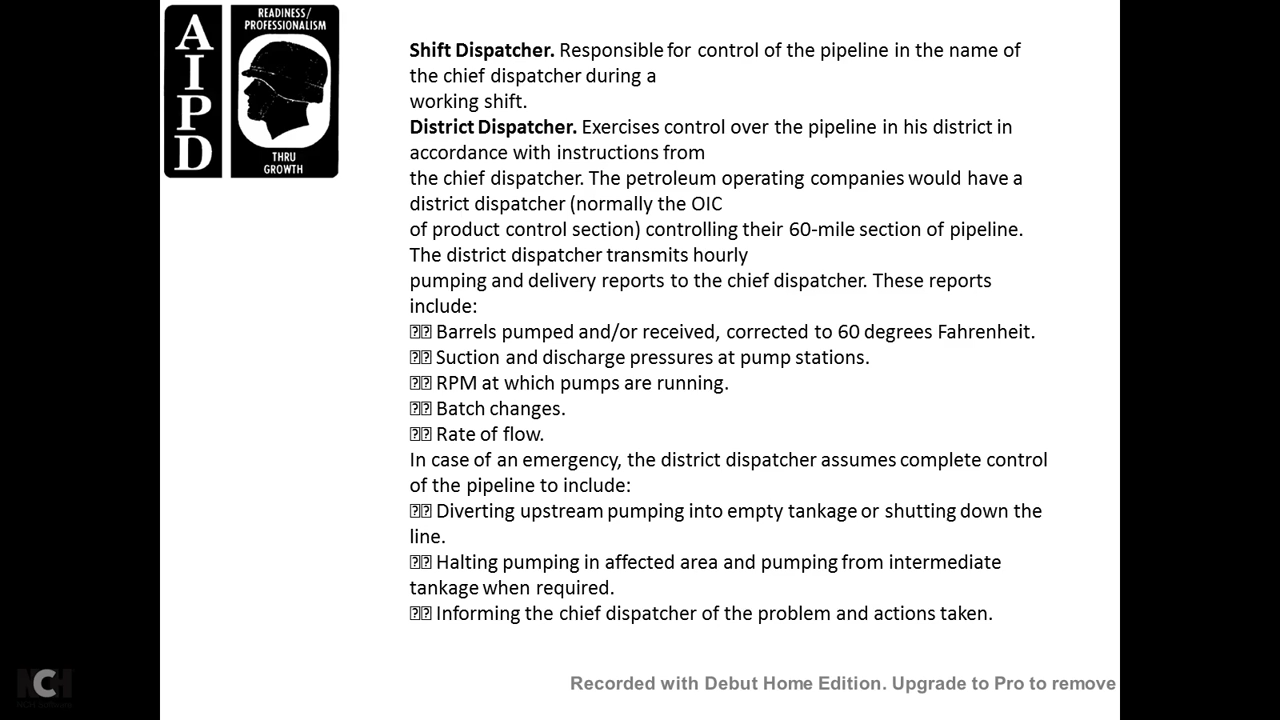 A
I
P
D
READINESS/
PROFESSIONALISM
THRU
GROWTH
Shift Dispatcher. Responsible for control of the pipeline in the name of
the chief dispatcher during a
working shift.
District Dispatcher. Exercises control over the pipeline in his district in
accordance with instructions from
the chief dispatcher. The petroleum operating companies would have a
district dispatcher (normally the OIC
of product control section) controlling their 60-mile section of pipeline.
The district dispatcher transmits hourly
pumping and delivery reports to the chief dispatcher. These reports
include:
⍰⍰ Barrels pumped and/or received, corrected to 60 degrees Fahrenheit.
⍰⍰ Suction and discharge pressures at pump stations.
⍰⍰ RPM at which pumps are running.
⍰⍰ Batch changes.
⍰⍰ Rate of flow.
In case of an emergency, the district dispatcher assumes complete control
of the pipeline to include:
⍰⍰ Diverting upstream pumping into empty tankage or shutting down the
line.
⍰⍰ Halting pumping in affected area and pumping from intermediate
tankage when required.
⍰⍰ Informing the chief dispatcher of the problem and actions taken.
NCH
NCH Software
Recorded with Debut Home Edition. Upgrade to Pro to remove